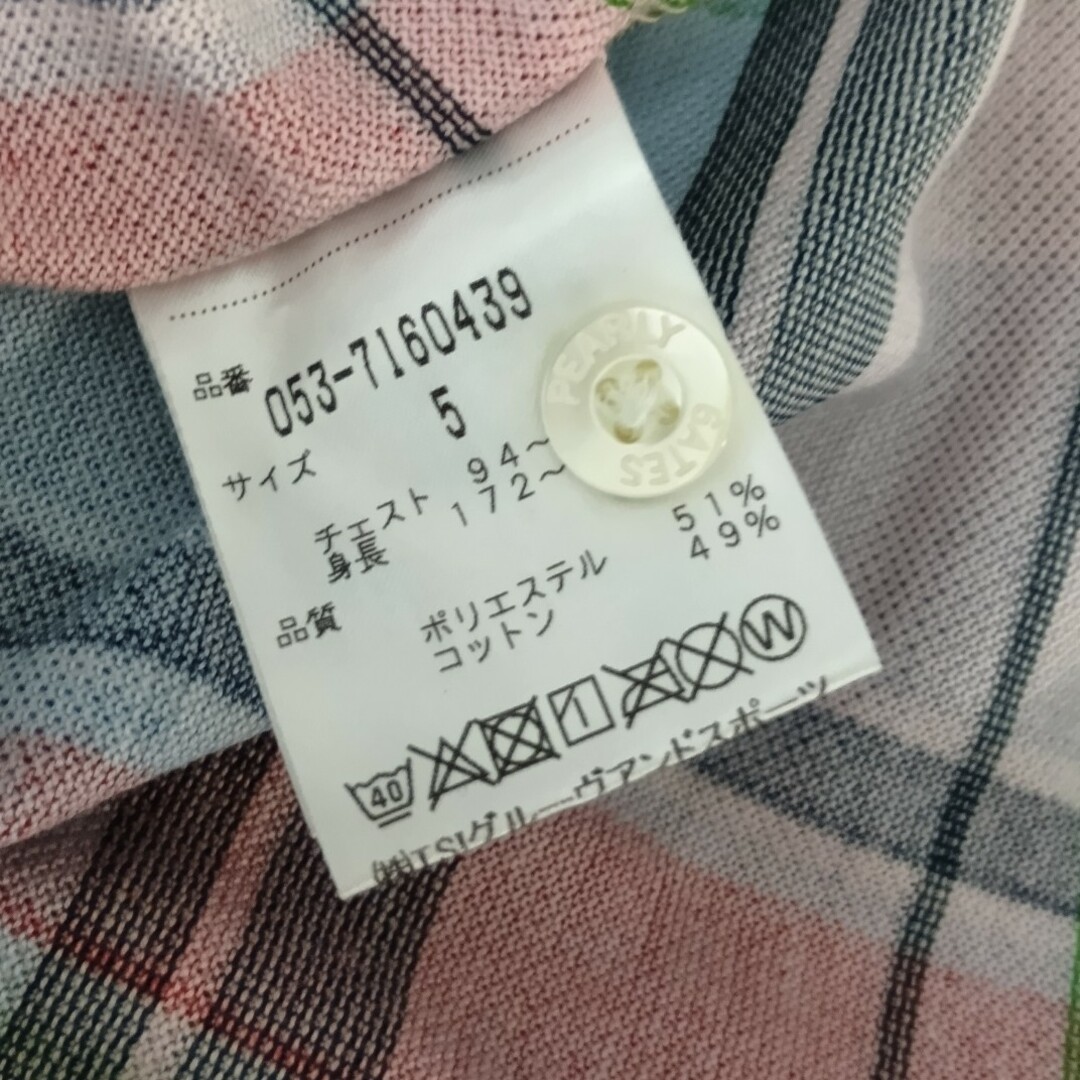 品番 053-7160439
サイズ 5
チェスト 94～
身長 172～
品質 ポリエステル 51%
コットン 49%
40 W
㈱TSIグルーヴアンドスポーツ
PEARLY
GATES